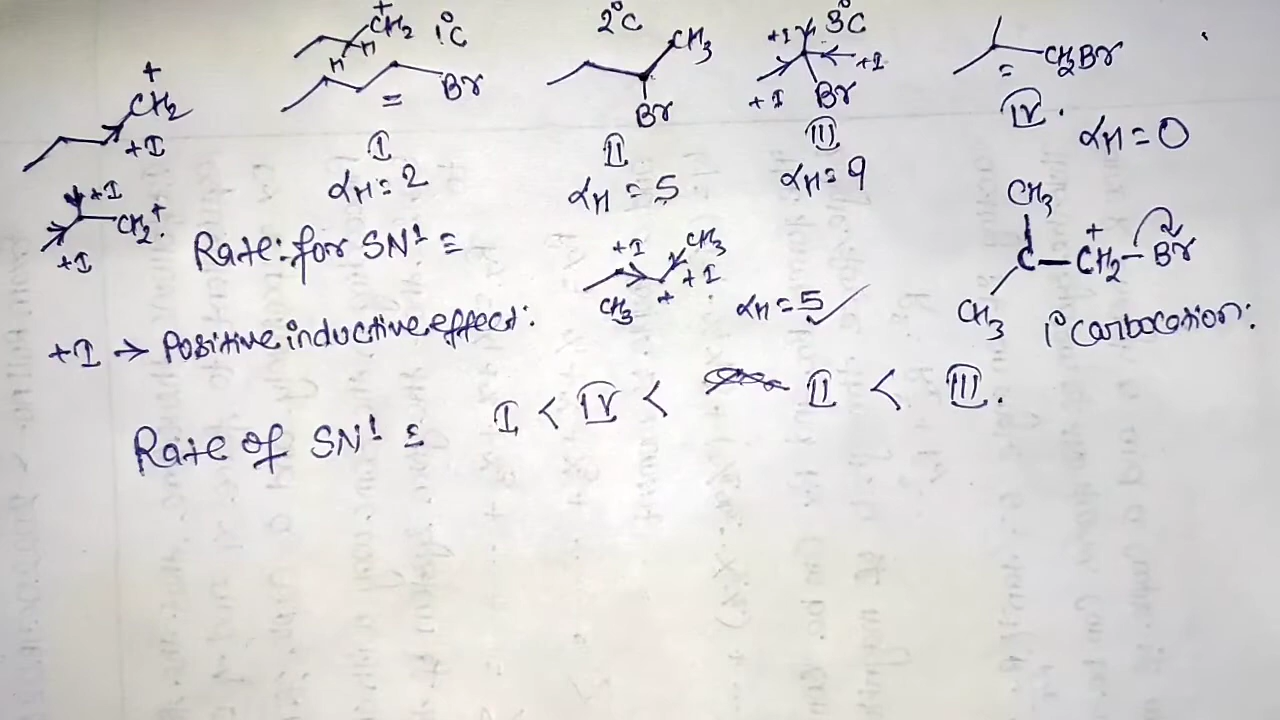 + CH₂ 1°C 2°C CH₃ +I 3°C +I
H H
+ CH₂ +I Br Br +I Br CH₂Br
I II III IV.
αH = 2 αH = 5 αH = 9 αH = 0
+I CH₂⁺ +I
Rate: for SN¹ =
+I CH₃ +I CH₃ +
αH = 5 ✓
CH₃ C – CH₂ – Br +
CH₃ 1° carbocation:
+I → Positive inductive effect:
Rate of SN¹ = I < IV < II < III.